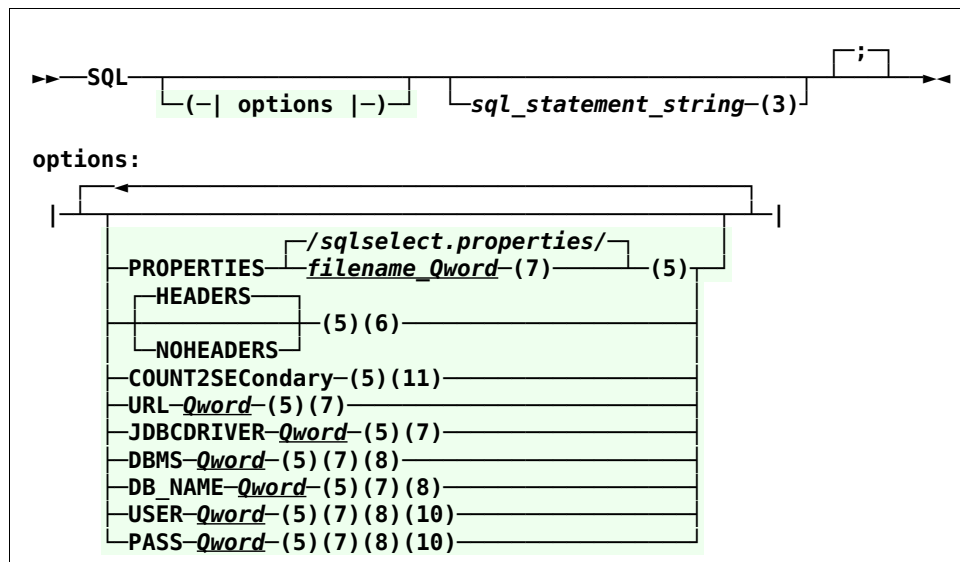 ;
►►──SQL──
(─| options |─) sql_statement_string─(3) ►◄
options:
◄
|─ ─|
/sqlselect.properties/
PROPERTIES filename_Qword─(7) (5)
HEADERS
(5)(6)
NOHEADERS
COUNT2SECondary─(5)(11)
URL─Qword─(5)(7)
JDBCDRIVER─Qword─(5)(7)
DBMS─Qword─(5)(7)(8)
DB_NAME─Qword─(5)(7)(8)
USER─Qword─(5)(7)(8)(10)
PASS─Qword─(5)(7)(8)(10)